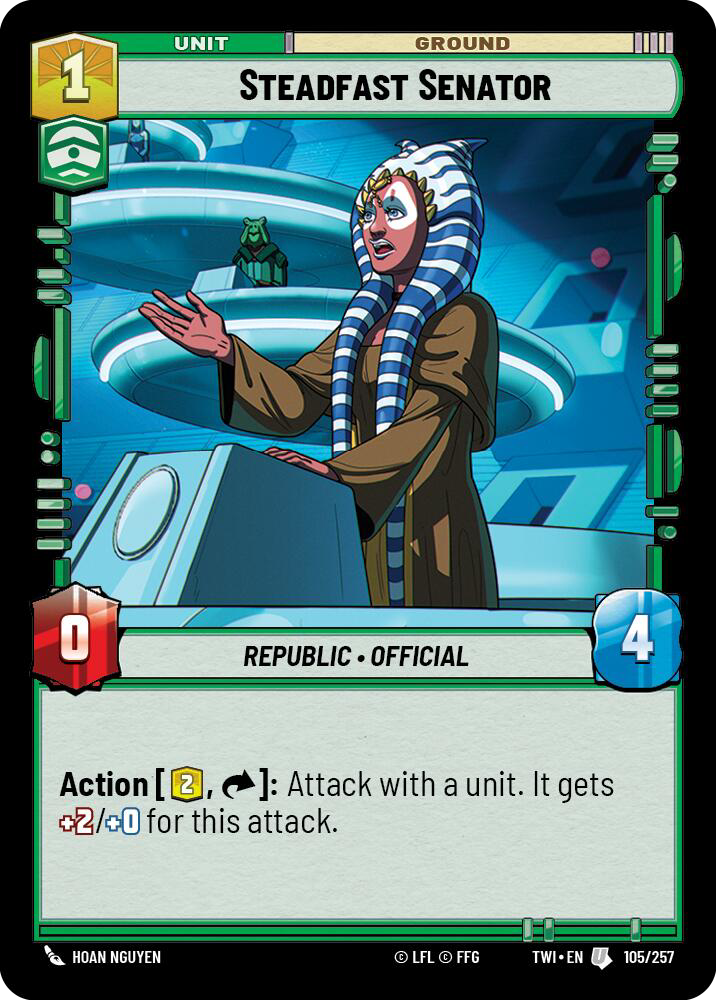 UNIT
GROUND
1
STEADFAST SENATOR
0
REPUBLIC • OFFICIAL
4
Action [2, ]: Attack with a unit. It gets
+2/+0 for this attack.
HOAN NGUYEN
© LFL © FFG
TWI • EN
U
105/257